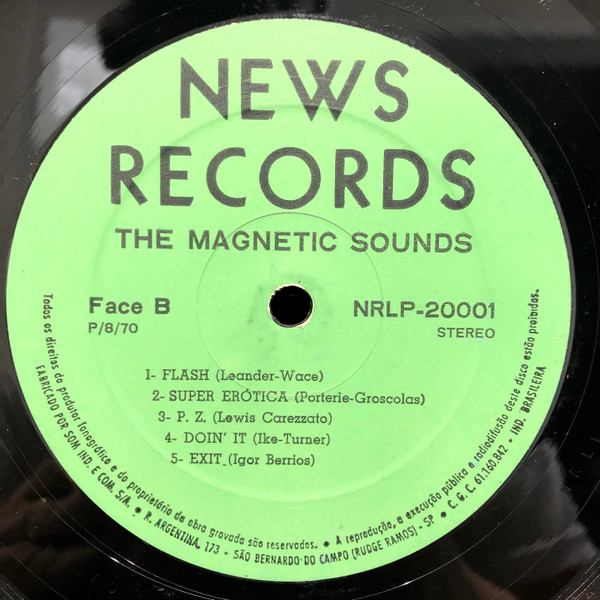 NEWS
RECORDS
THE MAGNETIC SOUNDS
Face B
NRLP-20001
P/8/70
STEREO
1- FLASH (Leander-Wace)
2- SUPER ERÓTICA (Porterie-Groscolas)
3- P. Z. (Lewis Carezzato)
4- DOIN' IT (Ike-Turner)
5- EXIT (Igor Berrios)
Todos os direitos do produtor fonográfico e do proprietário da obra gravada são reservados. • A reprodução, a execução pública e radiodifusão deste disco estão proibidas.
FABRICADO POR SOM IND. E COM. S/A. • R. ARGENTINA, 173 - SÃO BERNARDO DO CAMPO (RUDGE RAMOS) - SP • C. G. C. 61.160.842 • IND. BRASILEIRA